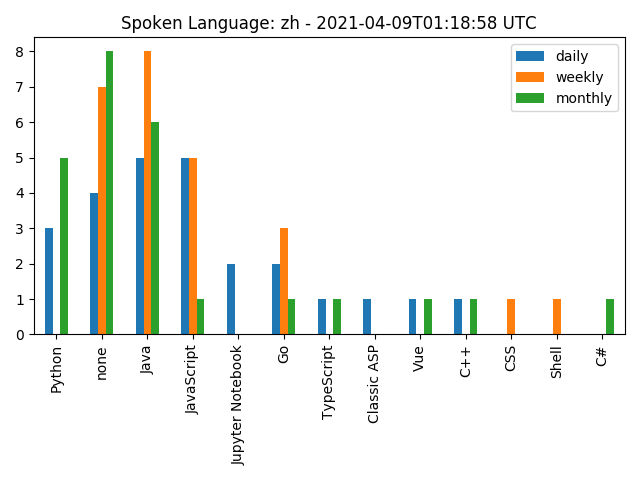 Spoken Language: zh - 2021-04-09T01:18:58 UTC
daily
weekly
monthly
8
7
6
5
4
3
2
1
0
Python
none
Java
JavaScript
Jupyter Notebook
Go
TypeScript
Classic ASP
Vue
C++
CSS
Shell
C#